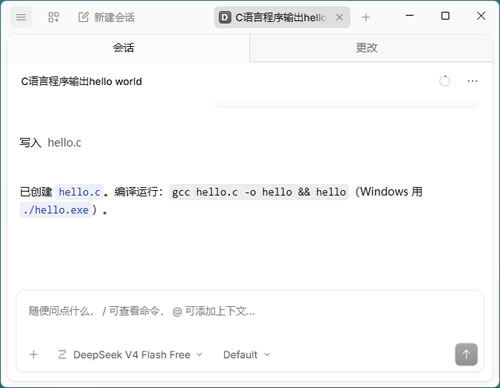 新建会话
D C语言程序输出hello
会话
更改
C语言程序输出hello world
写入 hello.c
已创建 hello.c。编译运行：gcc hello.c -o hello && hello（Windows 用
./hello.exe）。
随便问点什么， / 可查看命令， @ 可添加上下文...
DeepSeek V4 Flash Free
Default